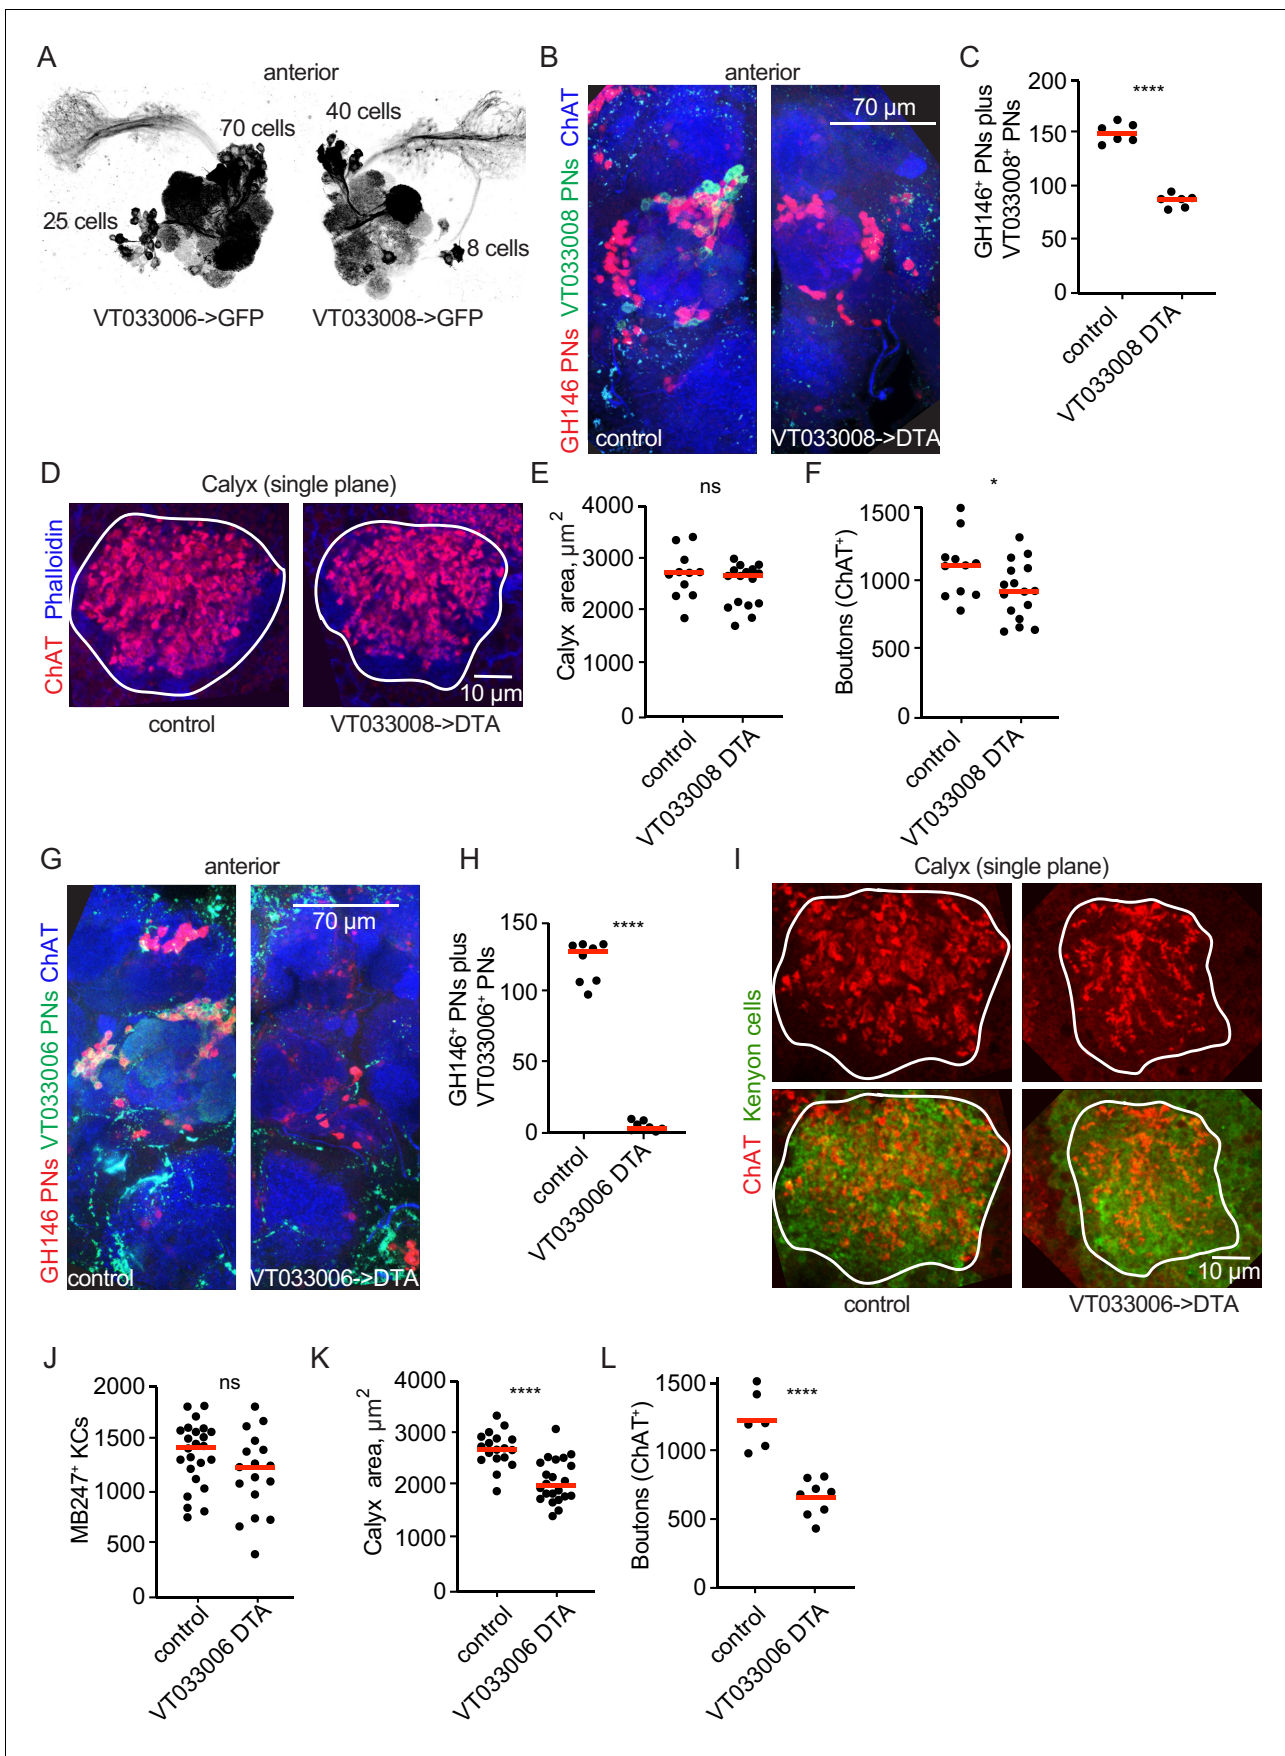 A
anterior
70 cells
40 cells
25 cells
8 cells
VT033006->GFP
VT033008->GFP
B
anterior
GH146 PNs VT033008 PNs ChAT
70 µm
control
VT033008->DTA
C
GH146⁺ PNs plus
VT033008⁺ PNs
200
150
100
50
0
****
control
VT033008 DTA
D
Calyx (single plane)
ChAT Phalloidin
10 µm
control
VT033008->DTA
E
Calyx area, µm²
4000
3000
2000
1000
0
ns
control
VT033008 DTA
F
Boutons (ChAT⁺)
1500
1000
500
0
*
control
VT033008 DTA
G
anterior
GH146 PNs VT033006 PNs ChAT
70 µm
control
VT033006->DTA
H
GH146⁺ PNs plus
VT033006⁺ PNs
150
100
50
0
****
control
VT033006 DTA
I
Calyx (single plane)
ChAT Kenyon cells
10 µm
control
VT033006->DTA
J
MB247⁺ KCs
2000
1500
1000
500
0
ns
control
VT033006 DTA
K
Calyx area, µm²
4000
3000
2000
1000
0
****
control
VT033006 DTA
L
Boutons (ChAT⁺)
1500
1000
500
0
****
control
VT033006 DTA